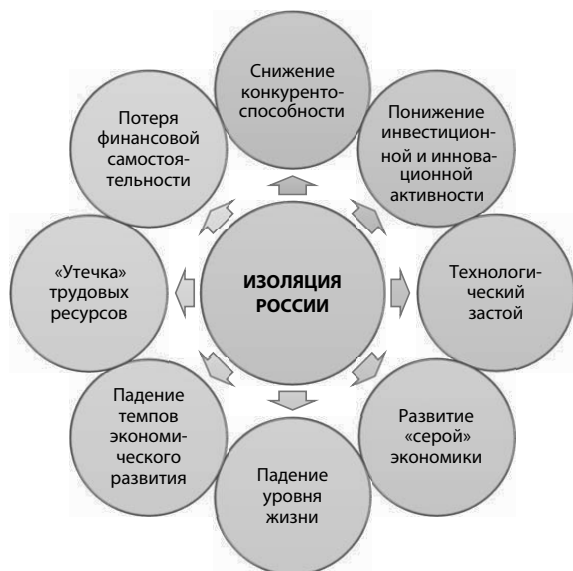 Снижение
конкуренто-
способности
Понижение
инвестицион-
ной и иннова-
ционной
активности
Технологи-
ческий
застой
Развитие
«серой»
экономики
Падение
уровня
жизни
Падение
темпов
экономи-
ческого
развития
«Утечка»
трудовых
ресурсов
Потеря
финансовой
самостоя-
тельности
ИЗОЛЯЦИЯ
РОССИИ